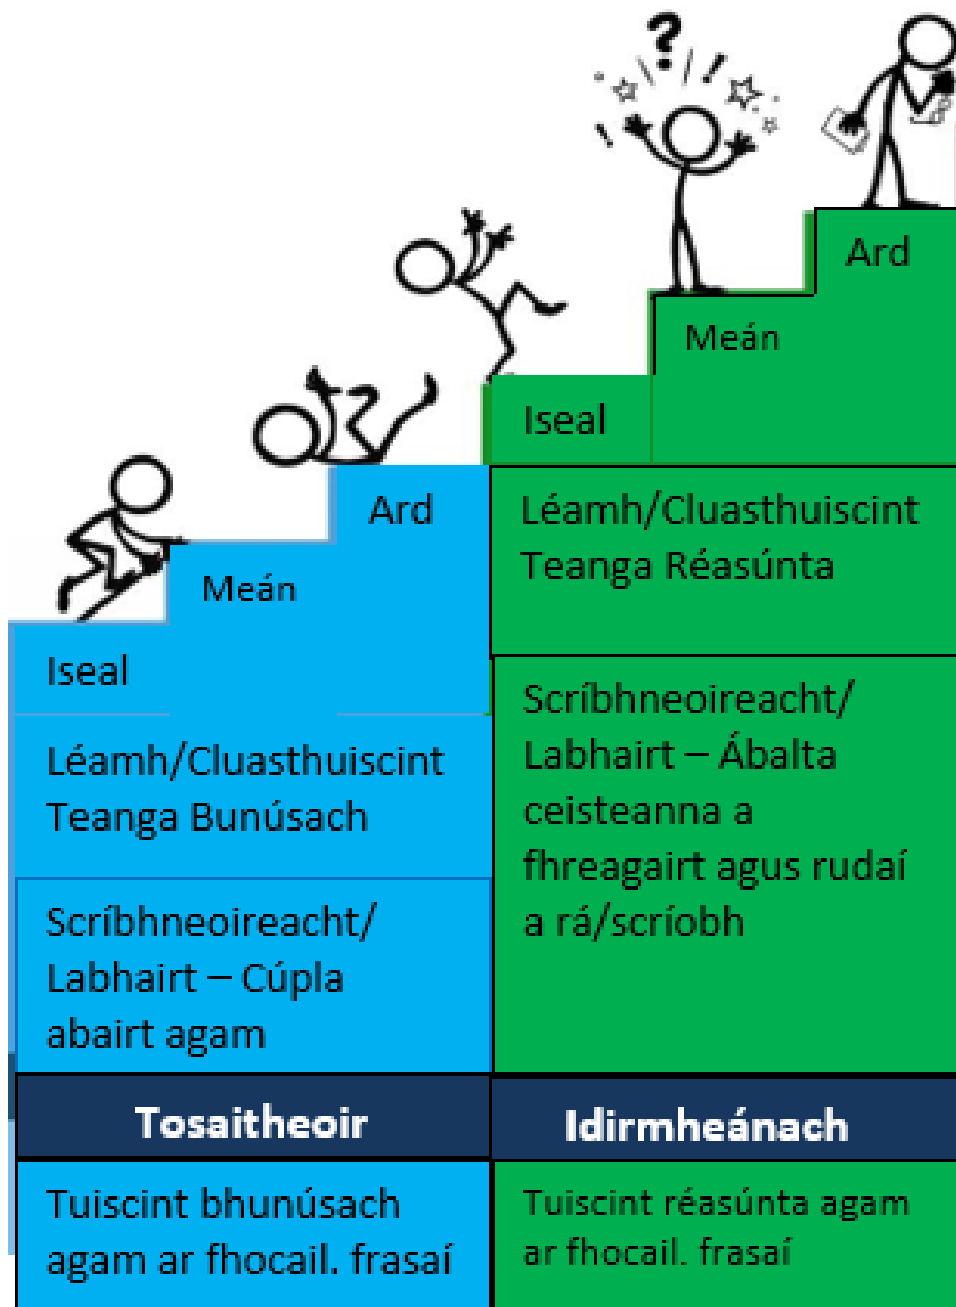 Iseal
Meán
Ard
Léamh/Cluasthuiscint
Teanga Bunúsach
Scríbhneoireacht/
Labhairt – Cúpla
abairt agam
Tosaitheoir
Tuiscint bhunúsach
agam ar fhocail. frasaí
Iseal
Meán
Ard
Léamh/Cluasthuiscint
Teanga Réasúnta
Scríbhneoireacht/
Labhairt – Ábalta
ceisteanna a
fhreagairt agus rudaí
a rá/scríobh
Idirmheánach
Tuiscint réasúnta agam
ar fhocail. frasaí
? ! !